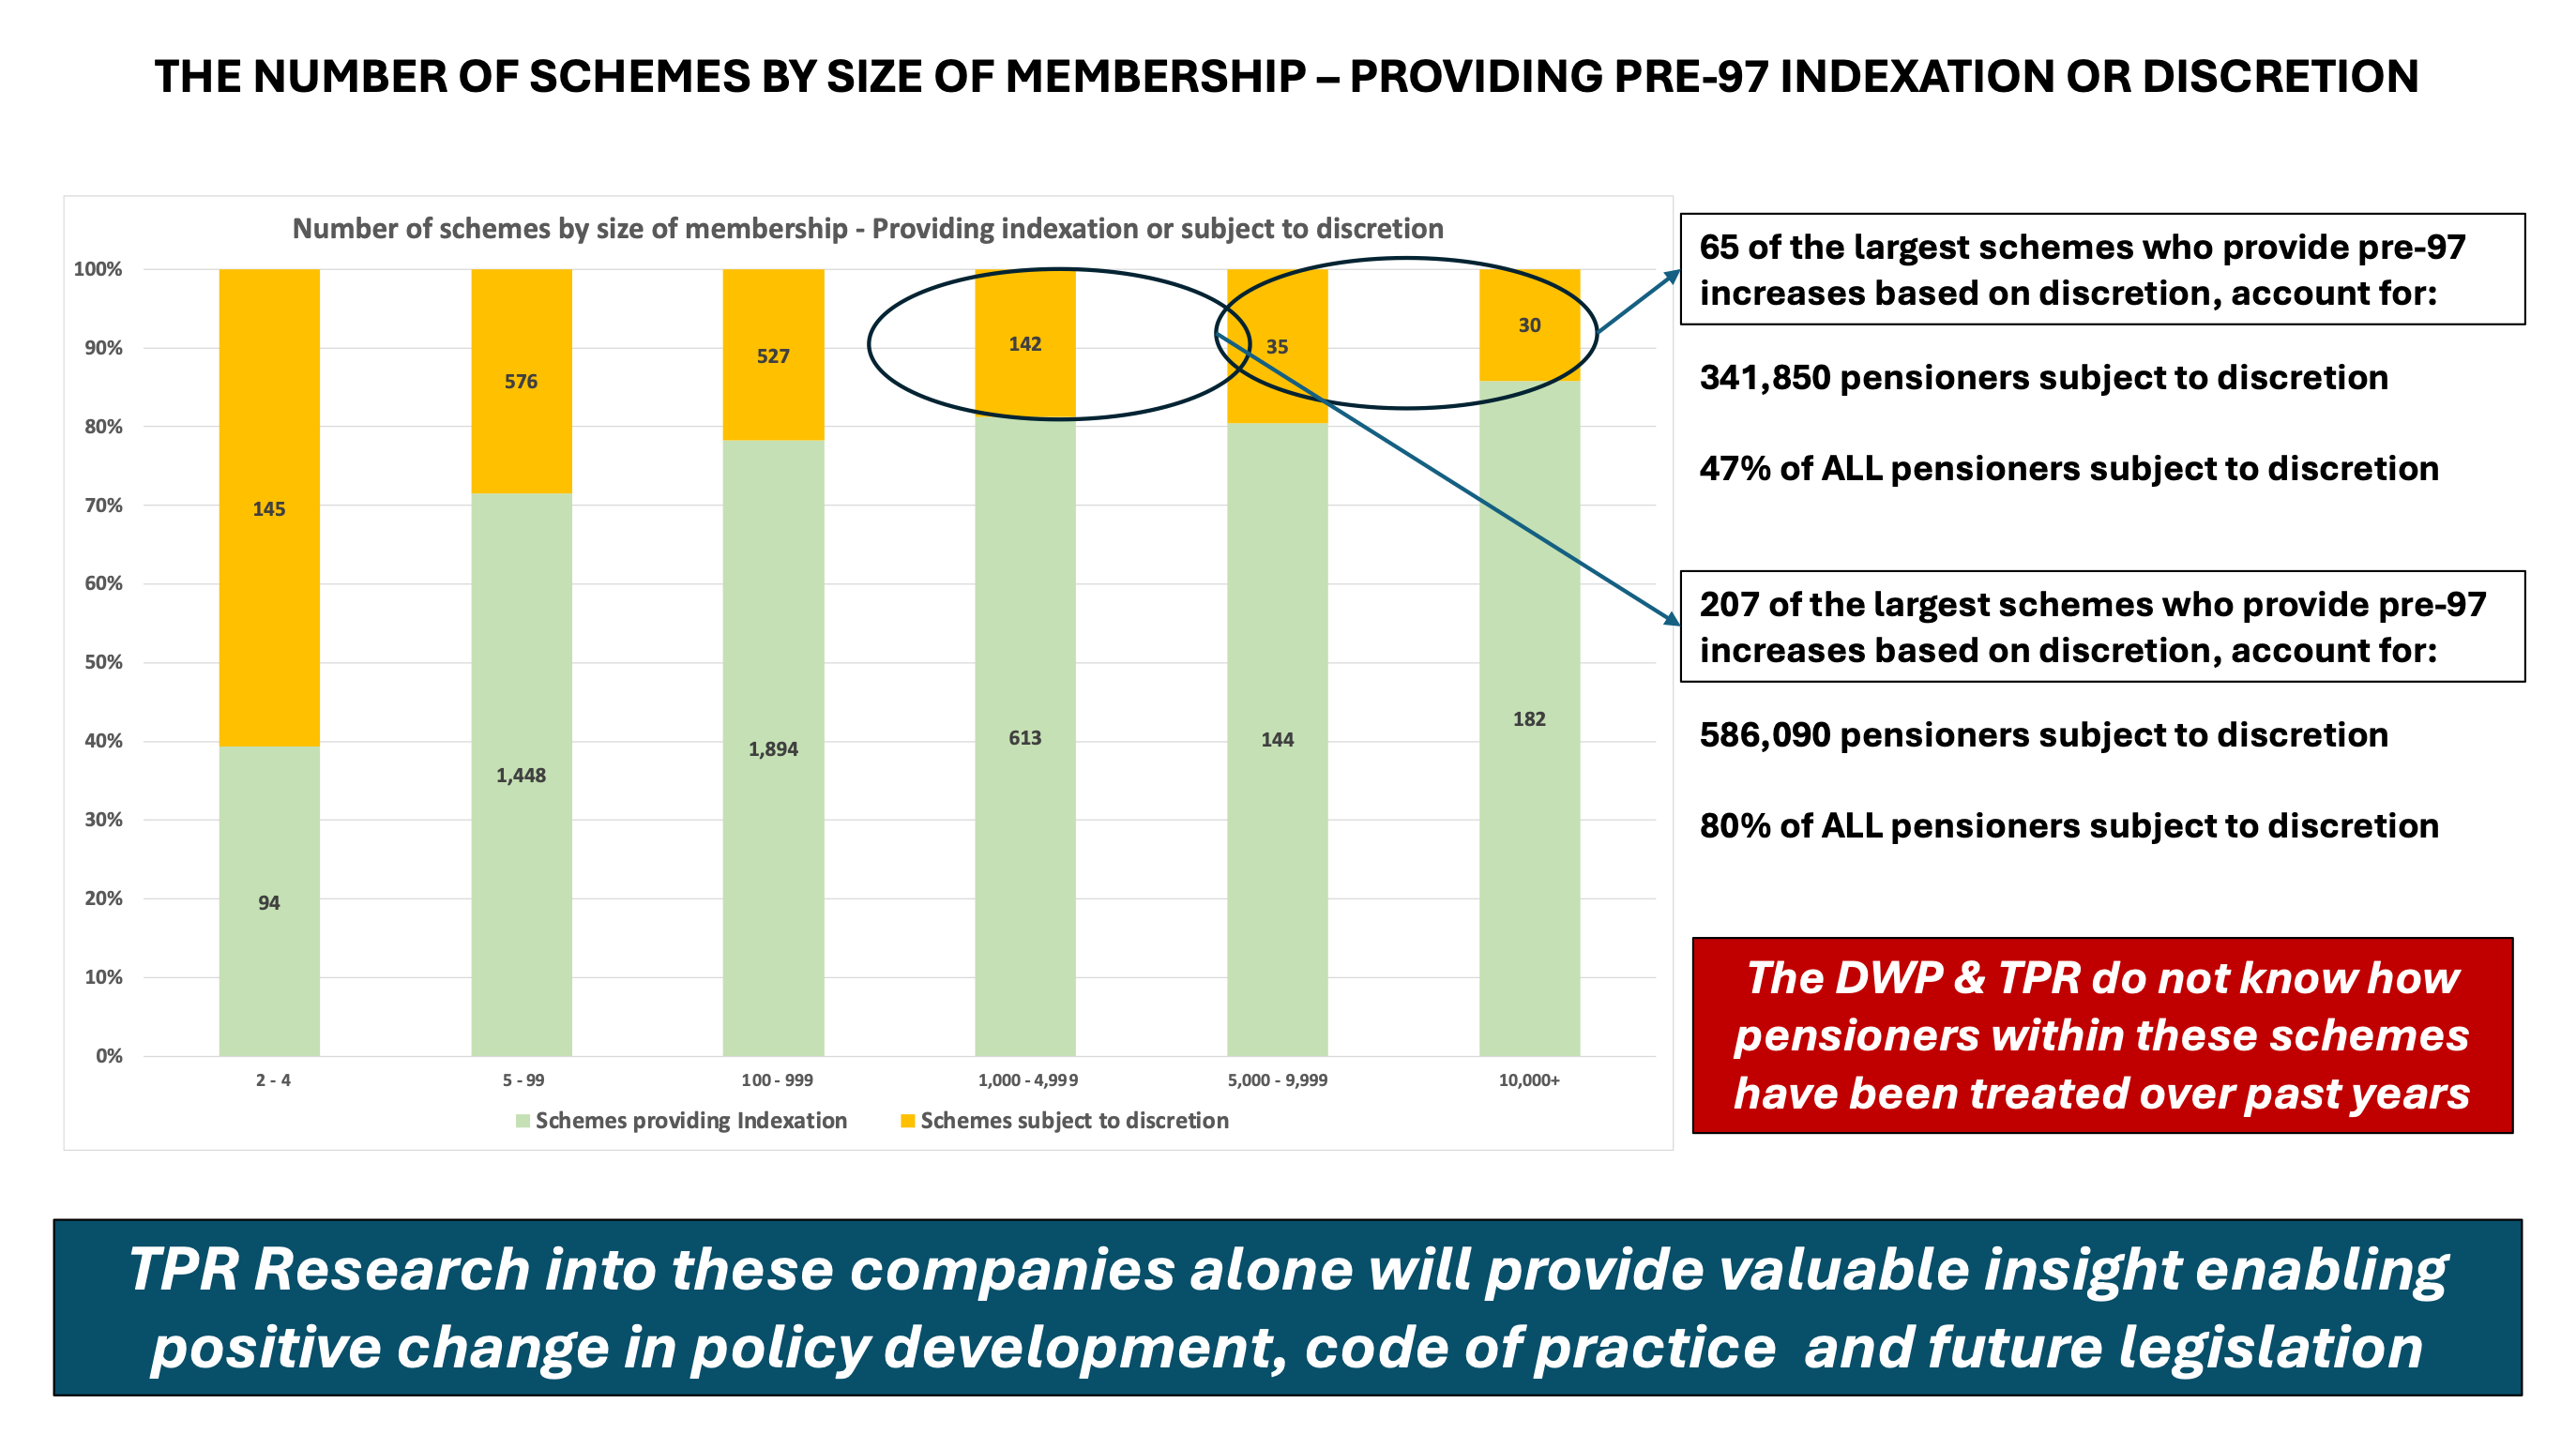 THE NUMBER OF SCHEMES BY SIZE OF MEMBERSHIP – PROVIDING PRE-97 INDEXATION OR DISCRETION
Number of schemes by size of membership - Providing indexation or subject to discretion
100%
90%
80%
70%
60%
50%
40%
30%
20%
10%
0%
145
576
527
142
35
30
94
1,448
1,894
613
144
182
2 - 4
5 - 99
100 - 999
1,000 - 4,999
5,000 - 9,999
10,000+
Schemes providing Indexation
Schemes subject to discretion
65 of the largest schemes who provide pre-97
increases based on discretion, account for:
341,850 pensioners subject to discretion
47% of ALL pensioners subject to discretion
207 of the largest schemes who provide pre-97
increases based on discretion, account for:
586,090 pensioners subject to discretion
80% of ALL pensioners subject to discretion
The DWP & TPR do not know how
pensioners within these schemes
have been treated over past years
TPR Research into these companies alone will provide valuable insight enabling
positive change in policy development, code of practice  and future legislation